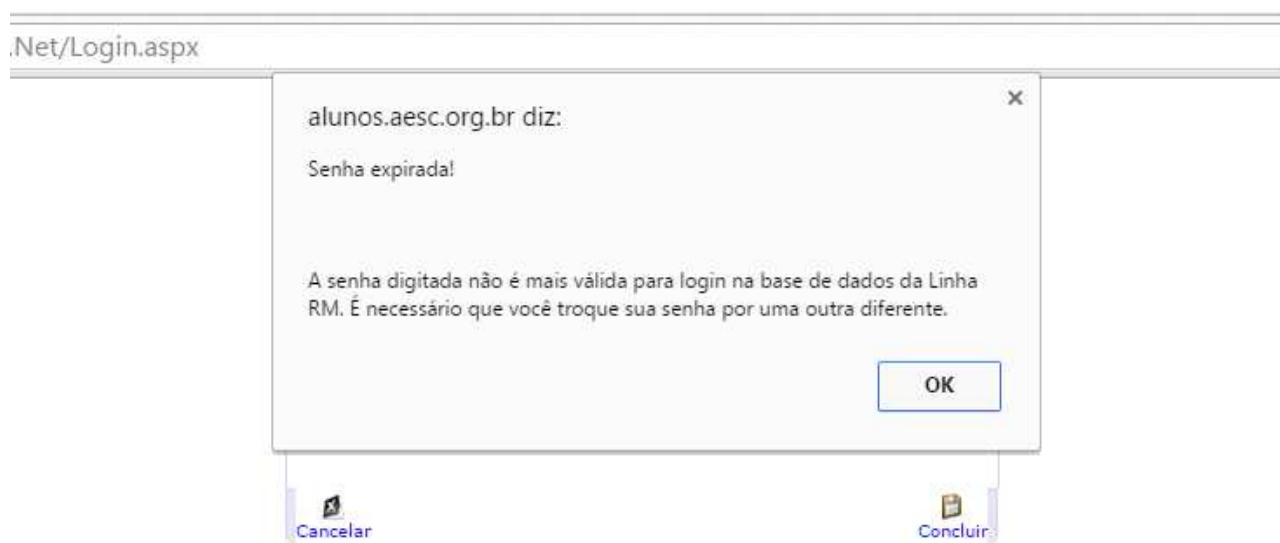 .Net/Login.aspx
alunos.aesc.org.br diz:
×
Senha expirada!
A senha digitada não é mais válida para login na base de dados da Linha
RM. É necessário que você troque sua senha por uma outra diferente.
OK
Cancelar
Concluir